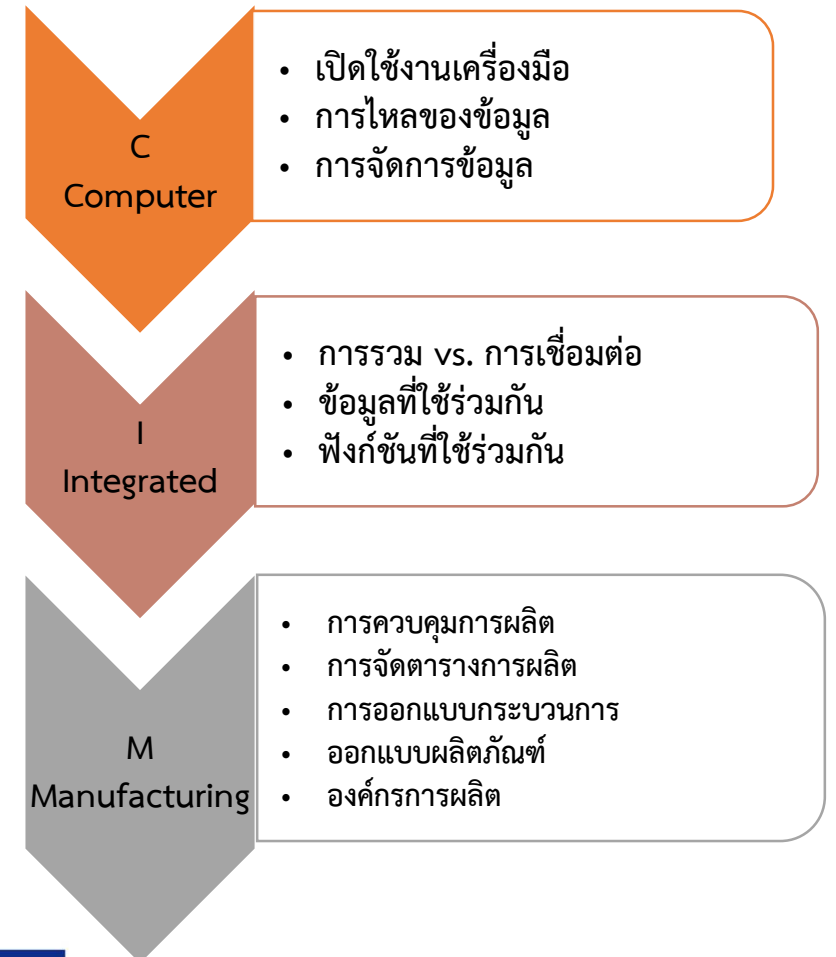 C
Computer
• เปิดใช้งานเครื่องมือ
• การไหลของข้อมูล
• การจัดการข้อมูล
I
Integrated
• การรวม vs. การเชื่อมต่อ
• ข้อมูลที่ใช้ร่วมกัน
• ฟังก์ชันที่ใช้ร่วมกัน
M
Manufacturing
• การควบคุมการผลิต
• การจัดตารางการผลิต
• การออกแบบกระบวนการ
• ออกแบบผลิตภัณฑ์
• องค์กรการผลิต